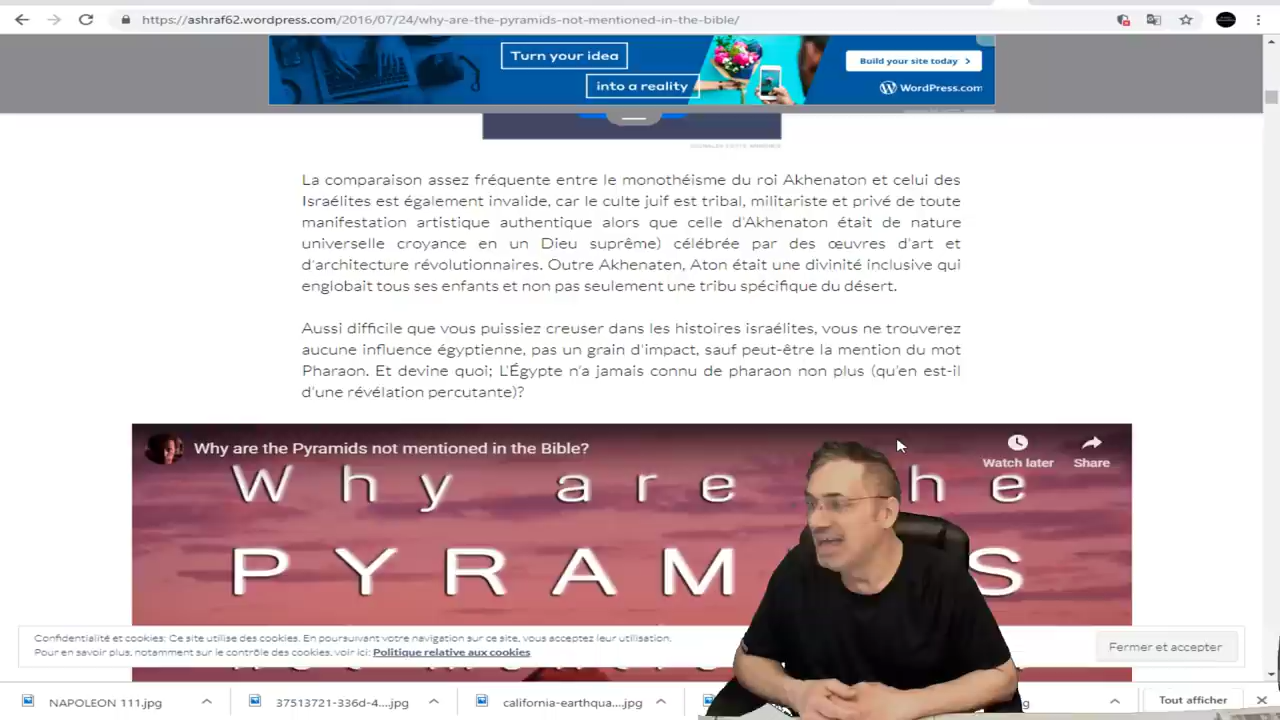 https://ashraf62.wordpress.com/2016/07/24/why-are-the-pyramids-not-mentioned-in-the-bible/
Turn your idea
into a reality
Build your site today >
WordPress.com
La comparaison assez fréquente entre le monothéisme du roi Akhenaton et celui des
Israélites est également invalide, car le culte juif est tribal, militariste et privé de toute
manifestation artistique authentique alors que celle d'Akhenaton était de nature
universelle croyance en un Dieu suprême) célébrée par des œuvres d'art et
d'architecture révolutionnaires. Outre Akhenaten, Aton était une divinité inclusive qui
englobait tous ses enfants et non pas seulement une tribu spécifique du désert.
Aussi difficile que vous puissiez creuser dans les histoires israélites, vous ne trouverez
aucune influence égyptienne, pas un grain d'impact, sauf peut-être la mention du mot
Pharaon. Et devine quoi; L'Égypte n'a jamais connu de pharaon non plus (qu'en est-il
d'une révélation percutante)?
Why are the Pyramids not mentioned in the Bible?
Watch later
Share
Why are he
PYRAM S
Confidentialité et cookies: Ce site utilise des cookies. En poursuivant votre navigation sur ce site, vous acceptez leur utilisation.
Pour en savoir plus, notamment sur le contrôle des cookies, voir ici: Politique relative aux cookies
Fermer et accepter
NAPOLEON 111.jpg
37513721-336d-4....jpg
california-earthqua....jpg
Tout afficher